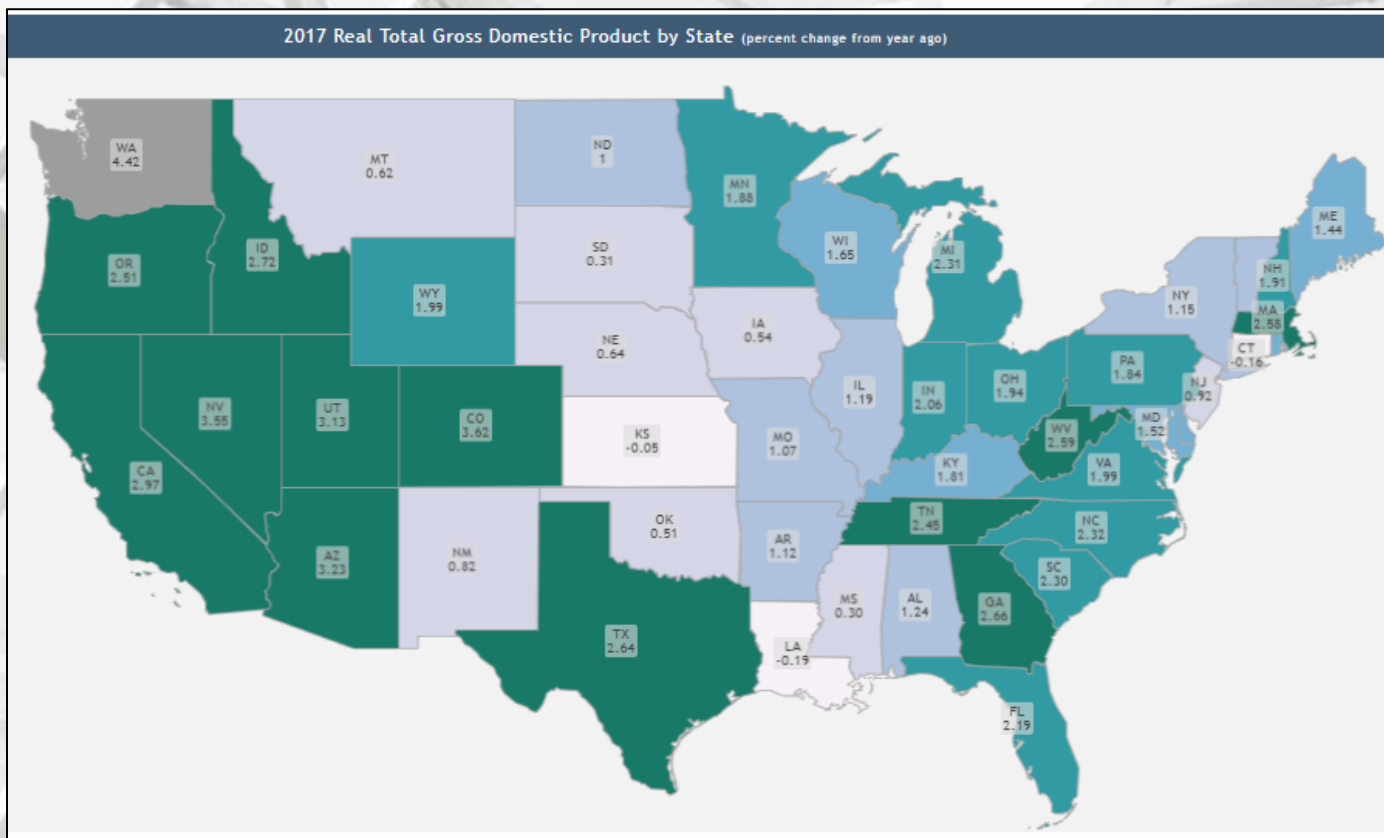 2017 Real Total Gross Domestic Product by State (percent change from year ago)
WA
4.42
MT
0.62
ND
1
MN
1.88
OR
2.51
ID
2.72
WY
1.99
SD
0.31
WI
1.65
MI
2.31
ME
1.44
NH
1.91
NY
1.15
MA
2.58
CT
-0.16
NV
3.55
UT
3.13
CO
3.62
NE
0.64
IA
0.54
IL
1.19
IN
2.06
OH
1.94
PA
1.84
NJ
0.92
CA
2.97
KS
-0.05
MO
1.07
KY
1.81
WV
2.59
MD
1.52
VA
1.99
AZ
3.23
NM
0.82
OK
0.51
AR
1.12
TN
2.45
NC
2.32
SC
2.30
TX
2.64
LA
-0.19
MS
0.30
AL
1.24
GA
2.66
FL
2.19